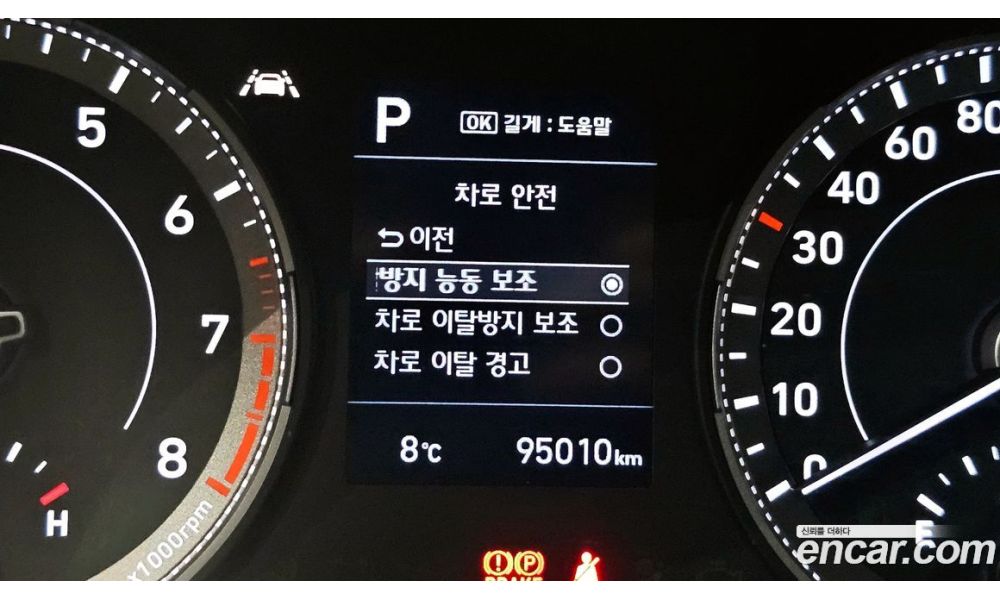 P
OK 길게 : 도움말
차로 안전
이전
방지 능동 보조
차로 이탈방지 보조
차로 이탈 경고
8℃ 95010km
5
6
7
8
H
x1000rpm
80
60
40
30
20
10
0
E
BRAKE
신뢰를 더하다
encar.com